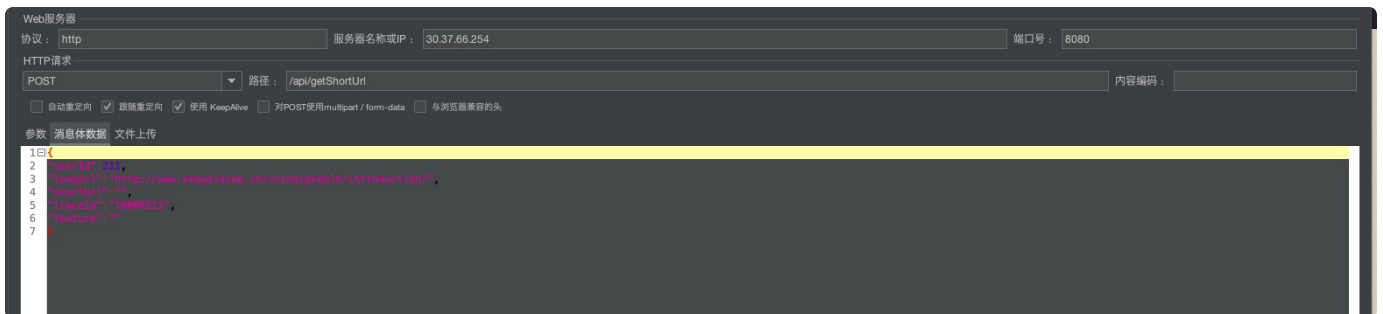 Web服务器
协议： http 服务器名称或IP： 30.37.66.254 端口号： 8080
HTTP请求
POST 路径： /api/getShortUrl 内容编码：
自动重定向 跟随重定向 使用 KeepAlive 对POST使用multipart / form-data 与浏览器兼容的头
参数 消息体数据 文件上传
1 {
2 "userId":211,
3 "longUrl":"http://www.sequoiacap.cn/china/people/introduction/",
4 "shortUrl":"",
5 "traceId":"10000211",
6 "feature":""
7 }